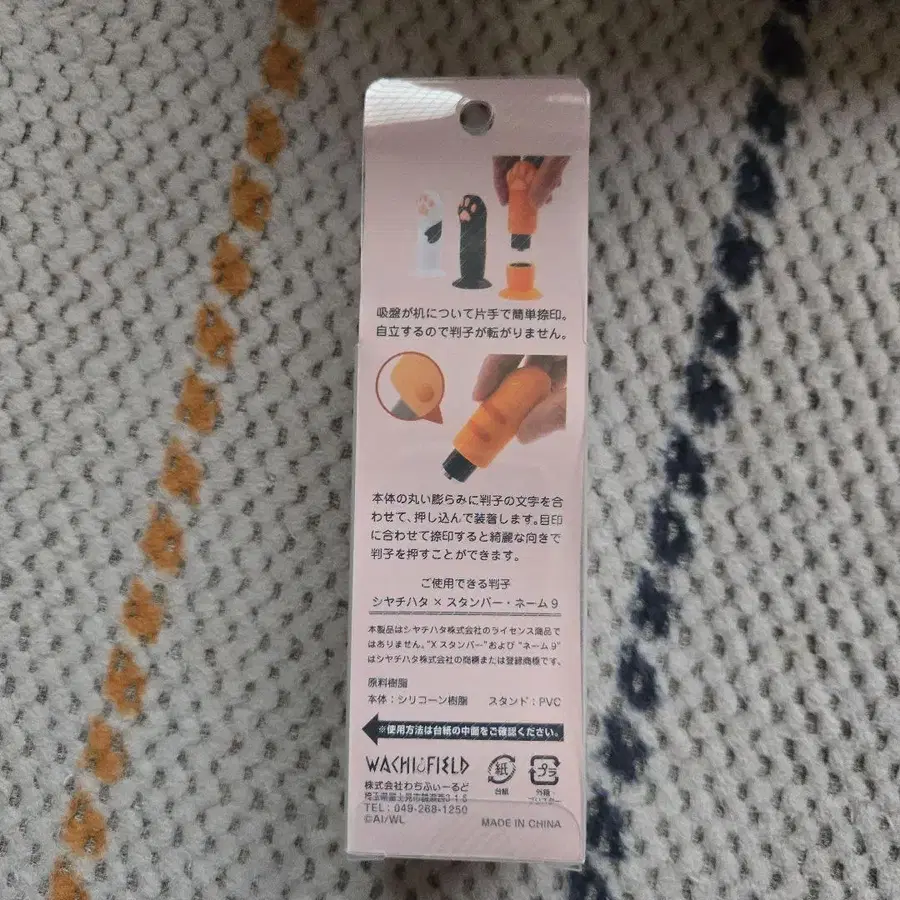 吸盤が机について片手で簡単捺印。
自立するので判子が転がりません。
本体の丸い膨らみに判子の文字を合
わせて、押し込んで装着します。目印
に合わせて捺印すると綺麗な向きで
判子を押すことができます。
ご使用できる判子
シヤチハタ × スタンパー・ネーム 9
本製品はシヤチハタ株式会社のライセンス商品で
はありません。"X スタンパー"および "ネーム 9"
はシヤチハタ株式会社の商標または登録商標です。
原料樹脂
本体：シリコーン樹脂 スタンド：PVC
※使用方法は台紙の中面をご確認ください。
WACHIFIELD
紙
プラ
台紙
外箱・
株式会社わちふぃーるど
TEL：049-268-1250
©AI/WL
MADE IN CHINA